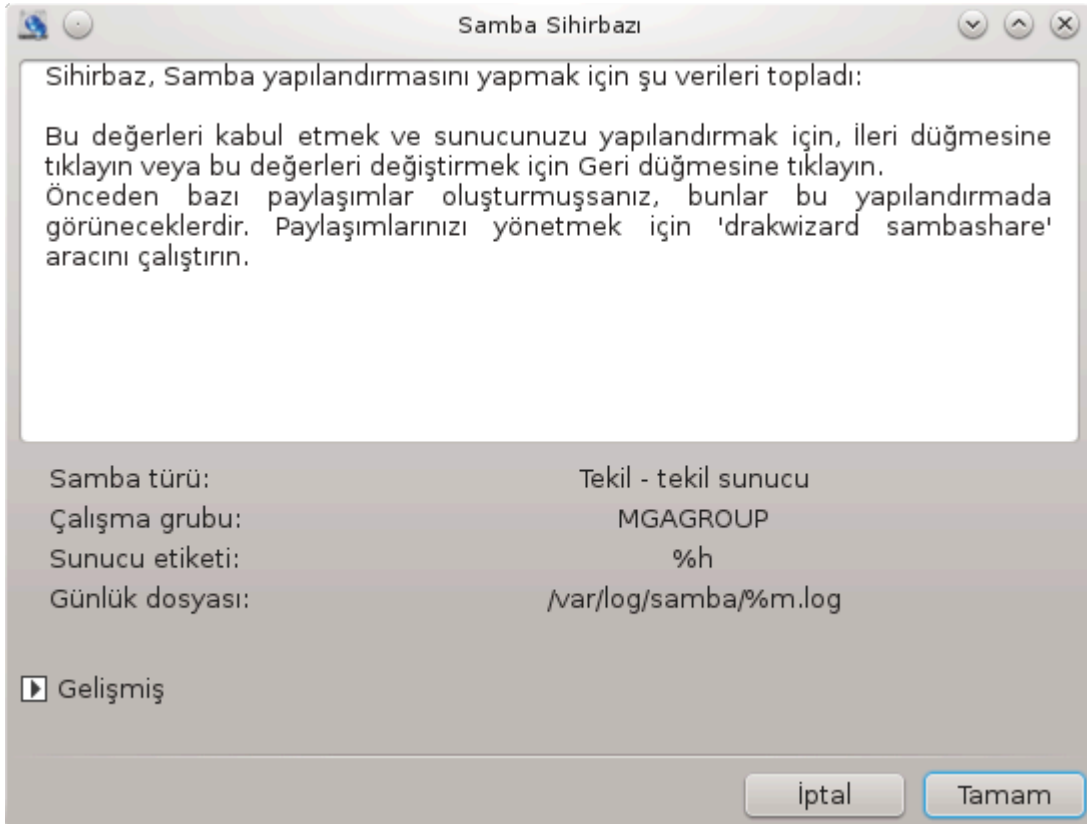 Samba Sihirbazı
Sihirbaz, Samba yapılandırmasını yapmak için şu verileri topladı:
Bu değerleri kabul etmek ve sunucunuzu yapılandırmak için, İleri düğmesine
tıklayın veya bu değerleri değiştirmek için Geri düğmesine tıklayın.
Önceden bazı paylaşımlar oluşturmuşsanız, bunlar bu yapılandırmada
görüneceklerdir. Paylaşımlarınızı yönetmek için 'drakwizard sambashare'
aracını çalıştırın.
Samba türü: Tekil - tekil sunucu
Çalışma grubu: MGAGROUP
Sunucu etiketi: %h
Günlük dosyası: /var/log/samba/%m.log
Gelişmiş
İptal Tamam